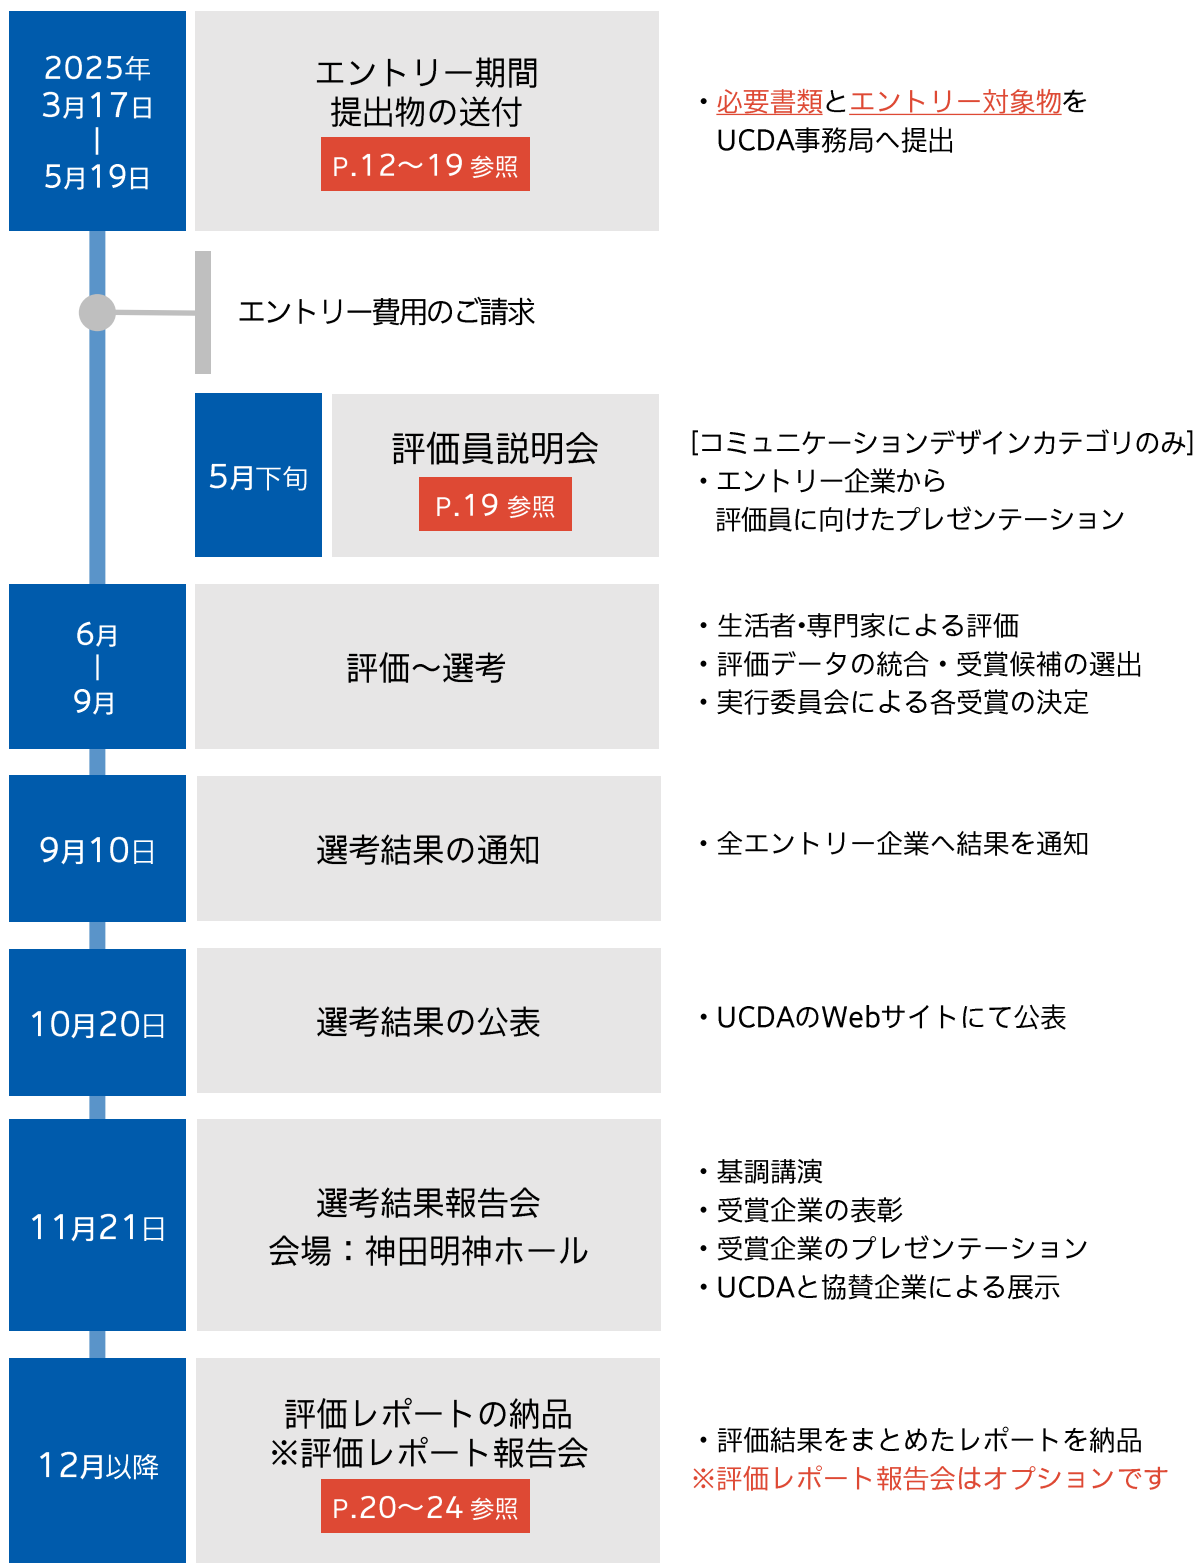 2025年
3月17日
|
5月19日
エントリー期間
提出物の送付
P.12〜19 参照
・必要書類とエントリー対象物を
UCDA事務局へ提出
エントリー費用のご請求
5月下旬
評価員説明会
P.19 参照
[コミュニケーションデザインカテゴリのみ]
・エントリー企業から
評価員に向けたプレゼンテーション
6月
|
9月
評価〜選考
・生活者・専門家による評価
・評価データの統合・受賞候補の選出
・実行委員会による各受賞の決定
9月10日
選考結果の通知
・全エントリー企業へ結果を通知
10月20日
選考結果の公表
・UCDAのWebサイトにて公表
11月21日
選考結果報告会
会場：神田明神ホール
・基調講演
・受賞企業の表彰
・受賞企業のプレゼンテーション
・UCDAと協賛企業による展示
12月以降
評価レポートの納品
※評価レポート報告会
P.20〜24 参照
・評価結果をまとめたレポートを納品
※評価レポート報告会はオプションです